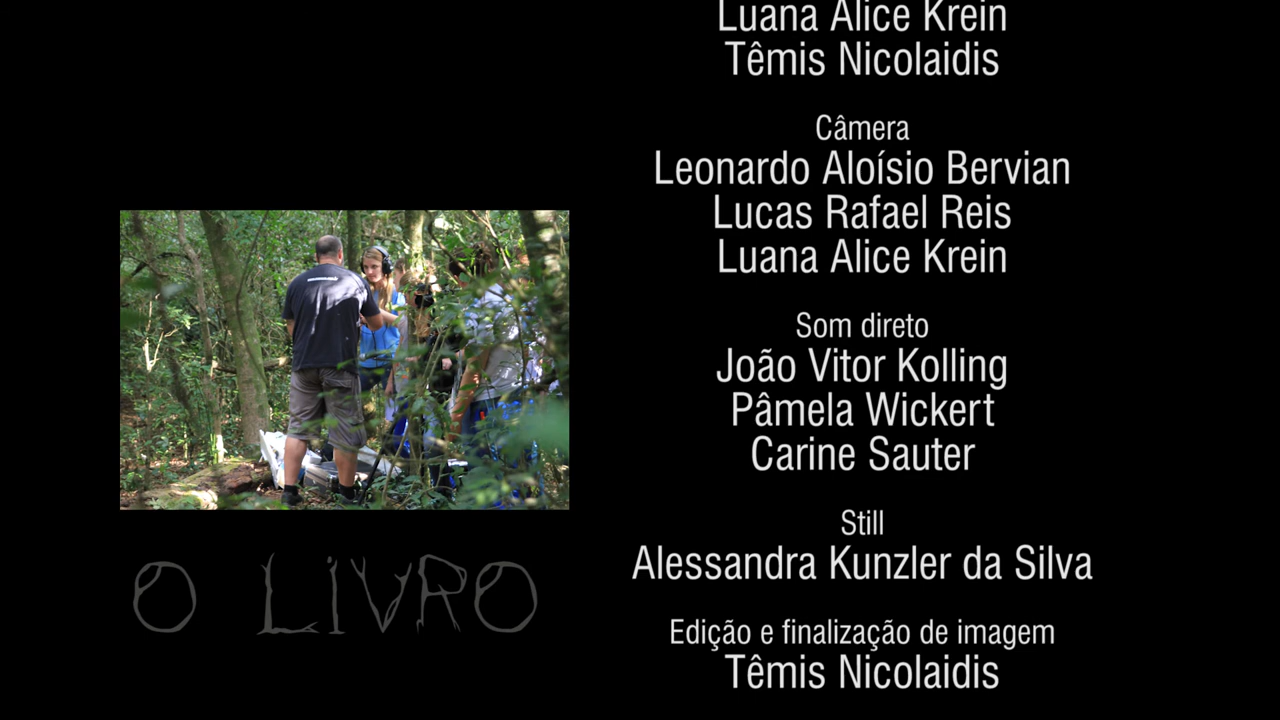 Luana Alice Krein
Têmis Nicolaidis
Câmera
Leonardo Aloísio Bervian
Lucas Rafael Reis
Luana Alice Krein
Som direto
João Vitor Kolling
Pâmela Wickert
Carine Sauter
Still
Alessandra Kunzler da Silva
Edição e finalização de imagem
Têmis Nicolaidis
O LIVRO